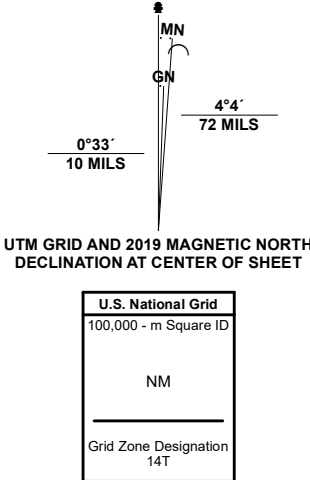 MN
GN
4°4´
72 MILS
0°33´
10 MILS
UTM GRID AND 2019 MAGNETIC NORTH
DECLINATION AT CENTER OF SHEET
U.S. National Grid
100,000 - m Square ID
NM
Grid Zone Designation
14T